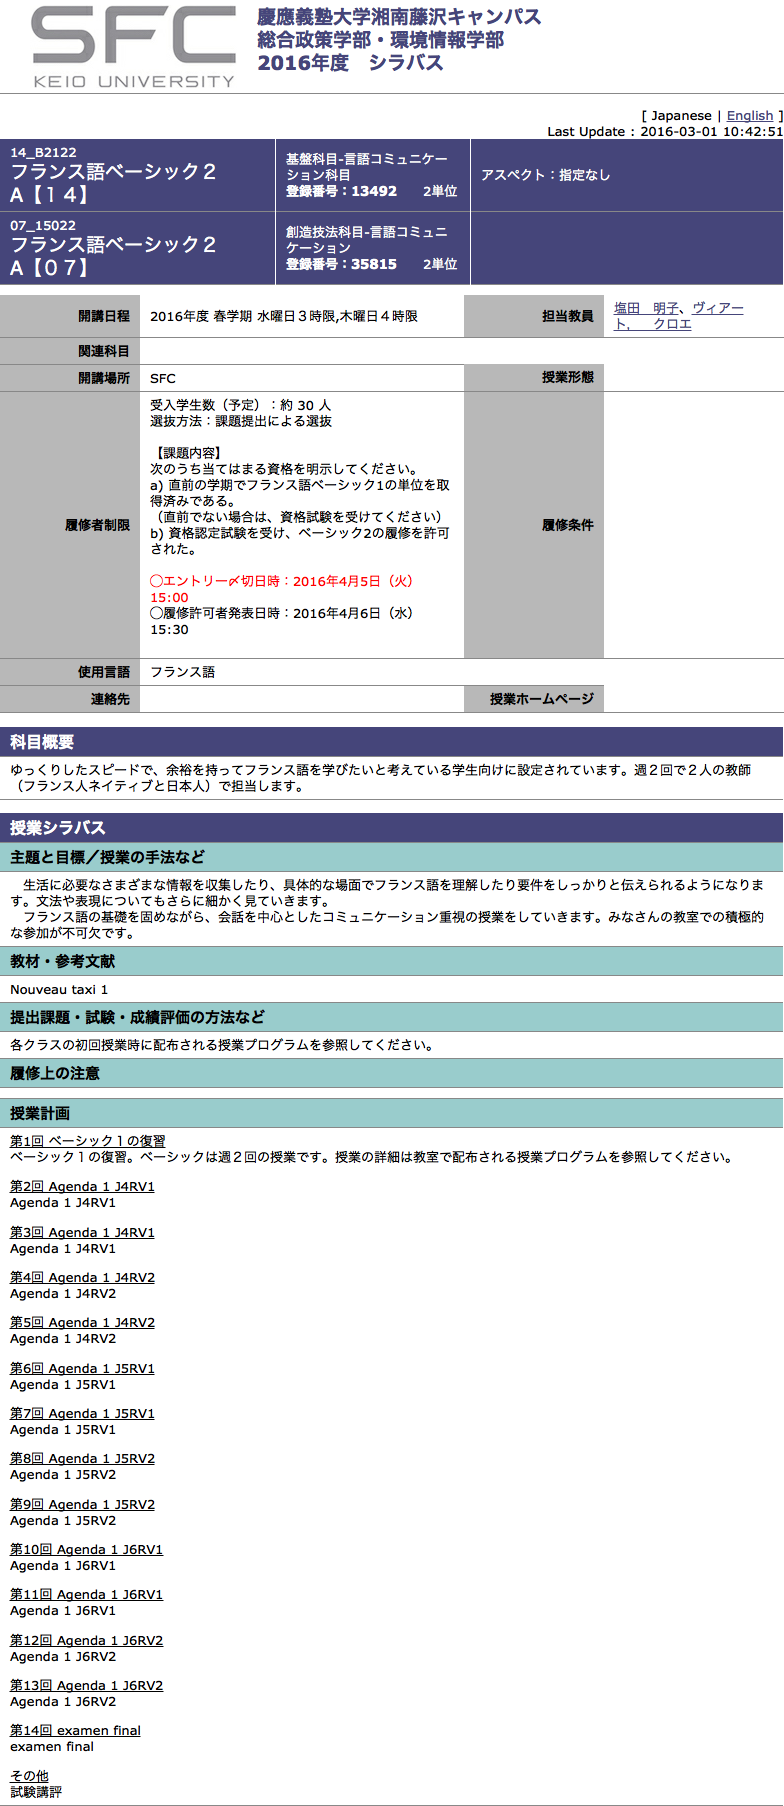 SFC
KEIO UNIVERSITY
慶應義塾大学湘南藤沢キャンパス
総合政策学部・環境情報学部
2016年度　シラバス
[ Japanese | English ]
Last Update : 2016-03-01 10:42:51
14_B2122
フランス語ベーシック２
A【１４】
基盤科目-言語コミュニケー
ション科目
登録番号：13492　　2単位
アスペクト：指定なし
07_15022
フランス語ベーシック２
A【０７】
創造技法科目-言語コミュニ
ケーション
登録番号：35815　　2単位
開講日程
2016年度 春学期 水曜日３時限,木曜日４時限
担当教員
塩田　明子、ヴィアー
ト,　　クロエ
関連科目
開講場所
SFC
授業形態
履修者制限
受入学生数（予定）：約 30 人
選抜方法：課題提出による選抜
【課題内容】
次のうち当てはまる資格を明示してください。
a) 直前の学期でフランス語ベーシック1の単位を取
得済みである。
（直前でない場合は、資格試験を受けてください）
b) 資格認定試験を受け、ベーシック2の履修を許可
された。
◯エントリー〆切日時：2016年4月5日（火）
15:00
◯履修許可者発表日時：2016年4月6日（水）
15:30
履修条件
使用言語
フランス語
連絡先
授業ホームページ
科目概要
ゆっくりしたスピードで、余裕を持ってフランス語を学びたいと考えている学生向けに設定されています。週２回で２人の教師
（フランス人ネイティブと日本人）で担当します。
授業シラバス
主題と目標／授業の手法など
　生活に必要なさまざまな情報を収集したり、具体的な場面でフランス語を理解したり要件をしっかりと伝えられるようになりま
す。文法や表現についてもさらに細かく見ていきます。
　フランス語の基礎を固めながら、会話を中心としたコミュニケーション重視の授業をしていきます。みなさんの教室での積極的
な参加が不可欠です。
教材・参考文献
Nouveau taxi 1
提出課題・試験・成績評価の方法など
各クラスの初回授業時に配布される授業プログラムを参照してください。
履修上の注意
授業計画
第1回 ベーシック１の復習
ベーシック１の復習。ベーシックは週２回の授業です。授業の詳細は教室で配布される授業プログラムを参照してください。
第2回 Agenda 1 J4RV1
Agenda 1 J4RV1
第3回 Agenda 1 J4RV1
Agenda 1 J4RV1
第4回 Agenda 1 J4RV2
Agenda 1 J4RV2
第5回 Agenda 1 J4RV2
Agenda 1 J4RV2
第6回 Agenda 1 J5RV1
Agenda 1 J5RV1
第7回 Agenda 1 J5RV1
Agenda 1 J5RV1
第8回 Agenda 1 J5RV2
Agenda 1 J5RV2
第9回 Agenda 1 J5RV2
Agenda 1 J5RV2
第10回 Agenda 1 J6RV1
Agenda 1 J6RV1
第11回 Agenda 1 J6RV1
Agenda 1 J6RV1
第12回 Agenda 1 J6RV2
Agenda 1 J6RV2
第13回 Agenda 1 J6RV2
Agenda 1 J6RV2
第14回 examen final
examen final
その他
試験講評